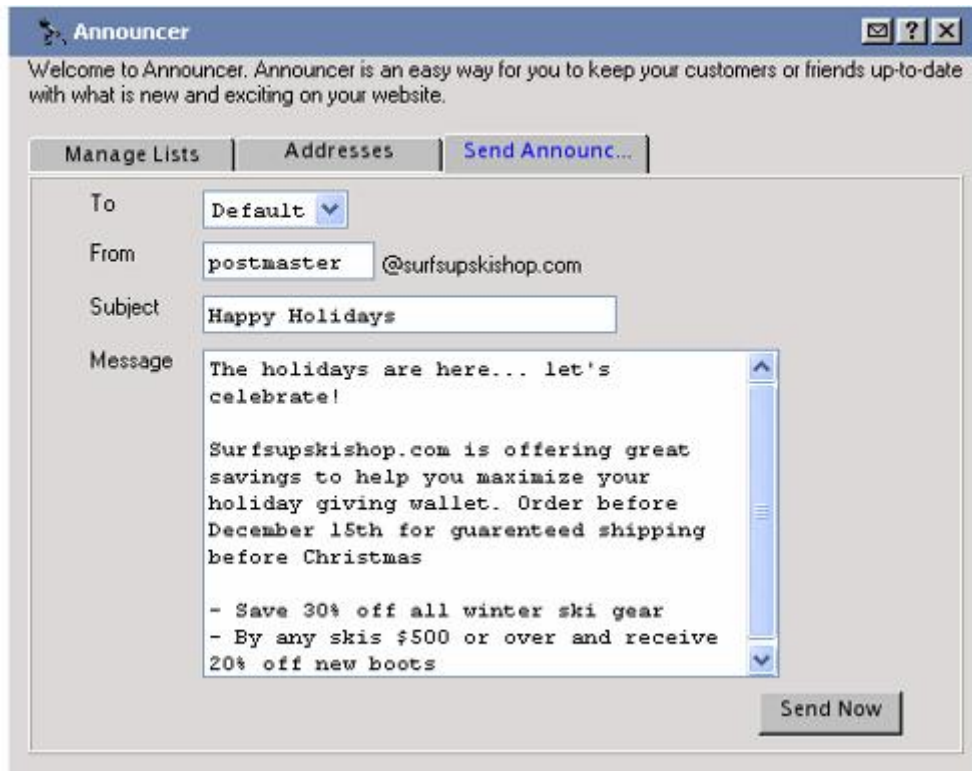 Announcer
?
Welcome to Announcer. Announcer is an easy way for you to keep your customers or friends up-to-date
with what is new and exciting on your website.
Manage Lists
Addresses
Send Announc...
To
Default
From
postmaster
@surfsupskishop.com
Subject
Happy Holidays
Message
The holidays are here... let's
celebrate!
Surfsupskishop.com is offering great
savings to help you maximize your
holiday giving wallet. Order before
December 15th for guarenteed shipping
before Christmas
- Save 30% off all winter ski gear
- By any skis $500 or over and receive
20% off new boots
Send Now